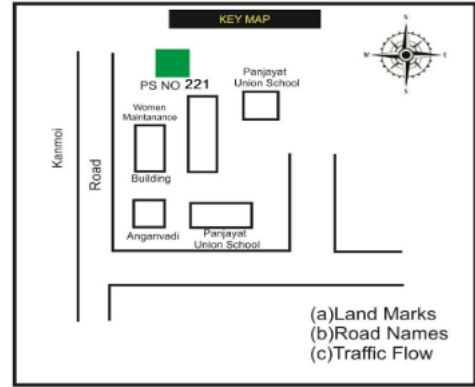 KEY MAP
N
W
E
S
PS NO 221
Panjayat
Union School
Women
Maintanance
Building
Kanmoi
Road
Anganvadi
Panjayat
Union School
(a)Land Marks
(b)Road Names
(c)Traffic Flow